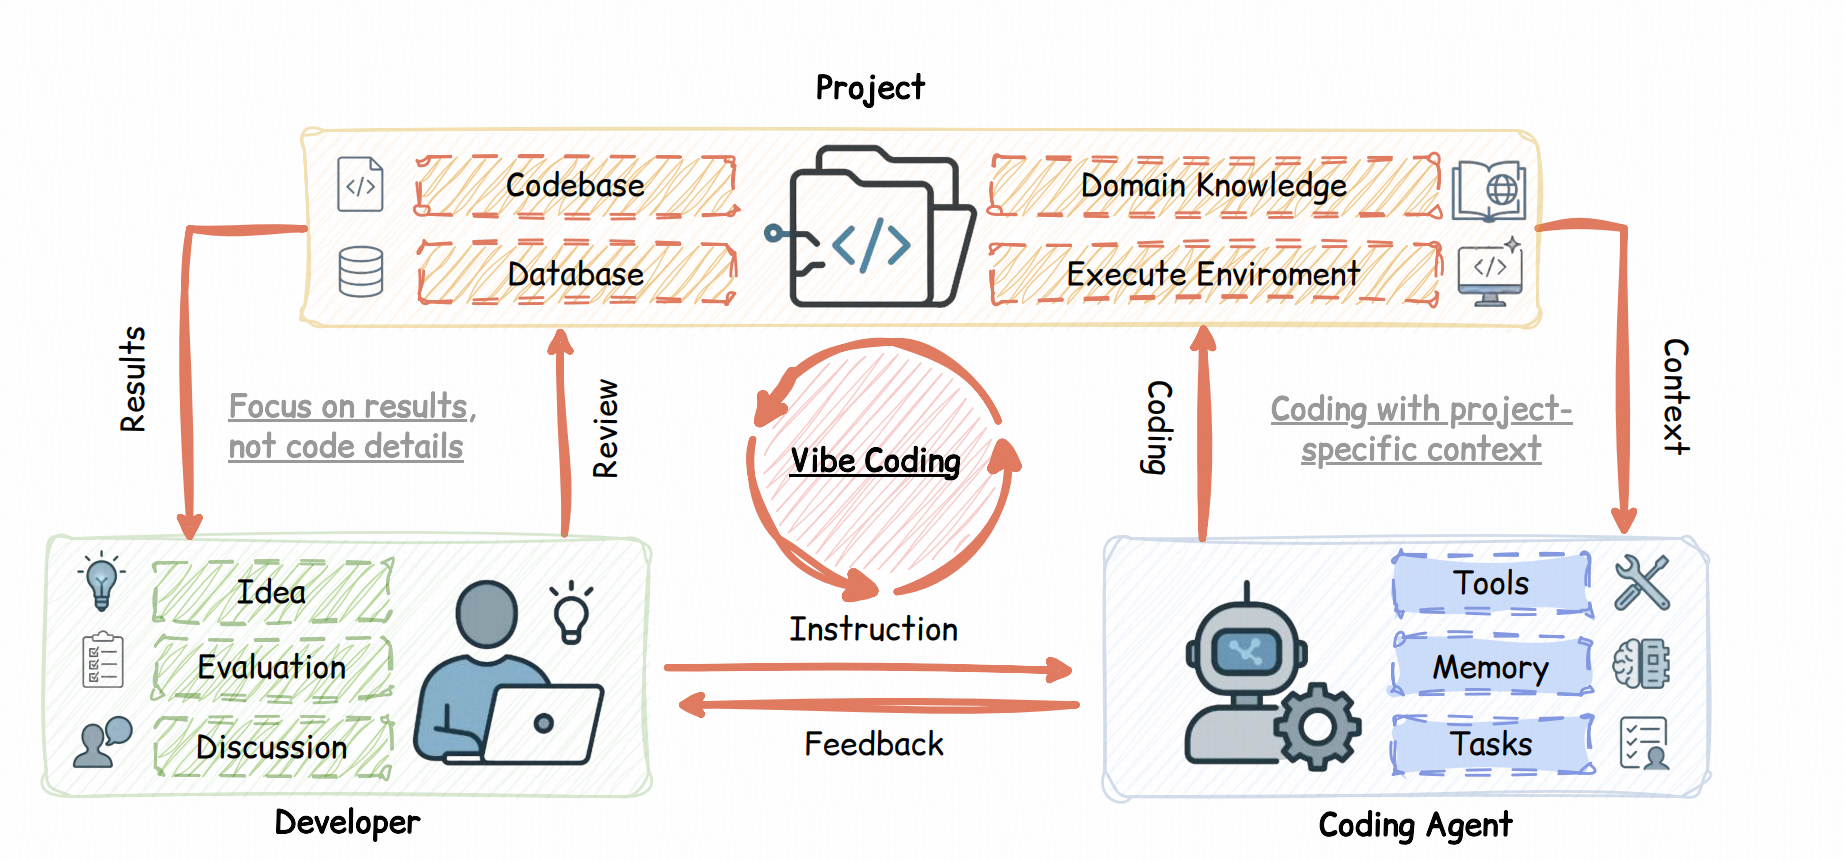 Project
Codebase
Domain Knowledge
Database
Execute Enviroment
Results
Focus on results,
not code details
Review
Vibe Coding
Coding
Coding with project-
specific context
Context
Idea
Evaluation
Discussion
Developer
Instruction
Feedback
Tools
Memory
Tasks
Coding Agent